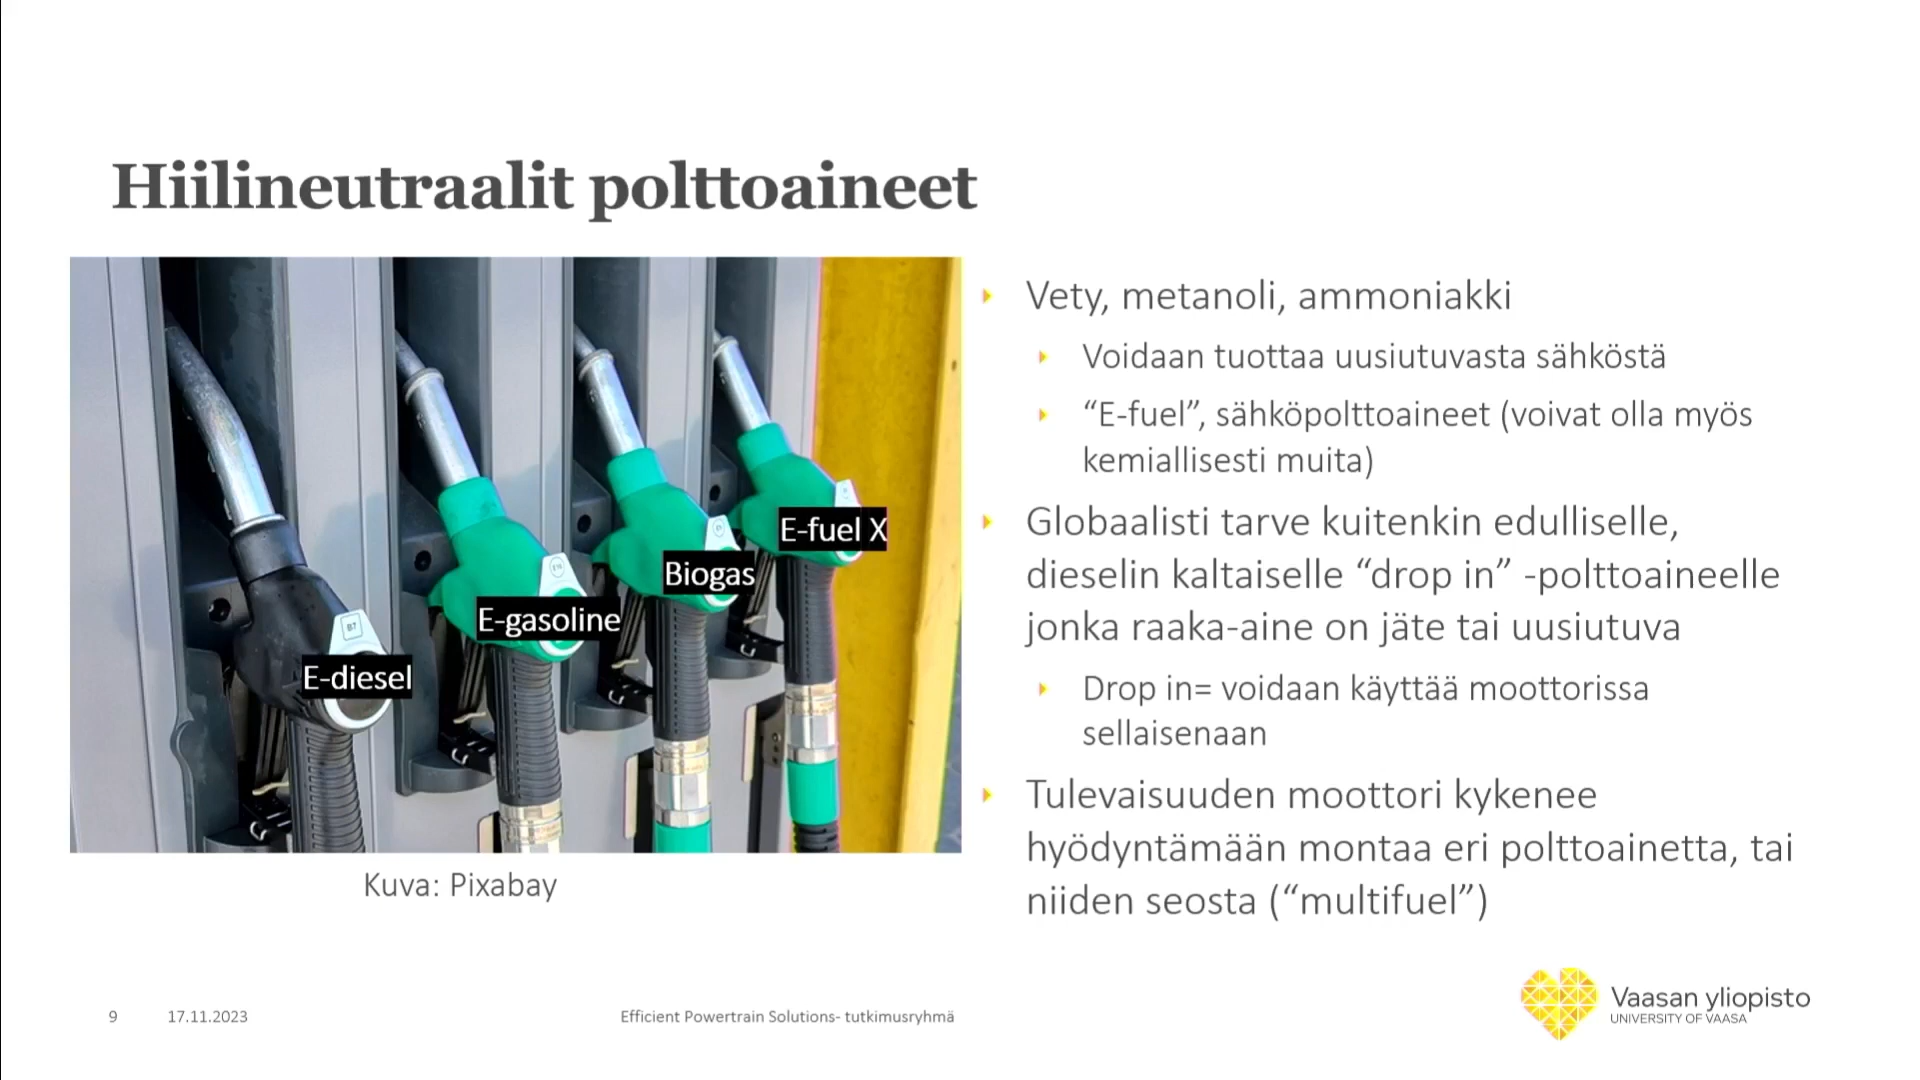 Hiilineutraalit polttoaineet
E-diesel
E-gasoline
Biogas
E-fuel X
Kuva: Pixabay
Vety, metanoli, ammoniakki
Voidaan tuottaa uusiutuvasta sähköstä
“E-fuel”, sähköpolttoaineet (voivat olla myös
kemiallisesti muita)
Globaalisti tarve kuitenkin edulliselle,
dieselin kaltaiselle “drop in” -polttoaineelle
jonka raaka-aine on jäte tai uusiutuva
Drop in= voidaan käyttää moottorissa
sellaisenaan
Tulevaisuuden moottori kykenee
hyödyntämään montaa eri polttoainetta, tai
niiden seosta (“multifuel”)
9
17.11.2023
Efficient Powertrain Solutions- tutkimusryhmä
Vaasan yliopisto
UNIVERSITY OF VAASA